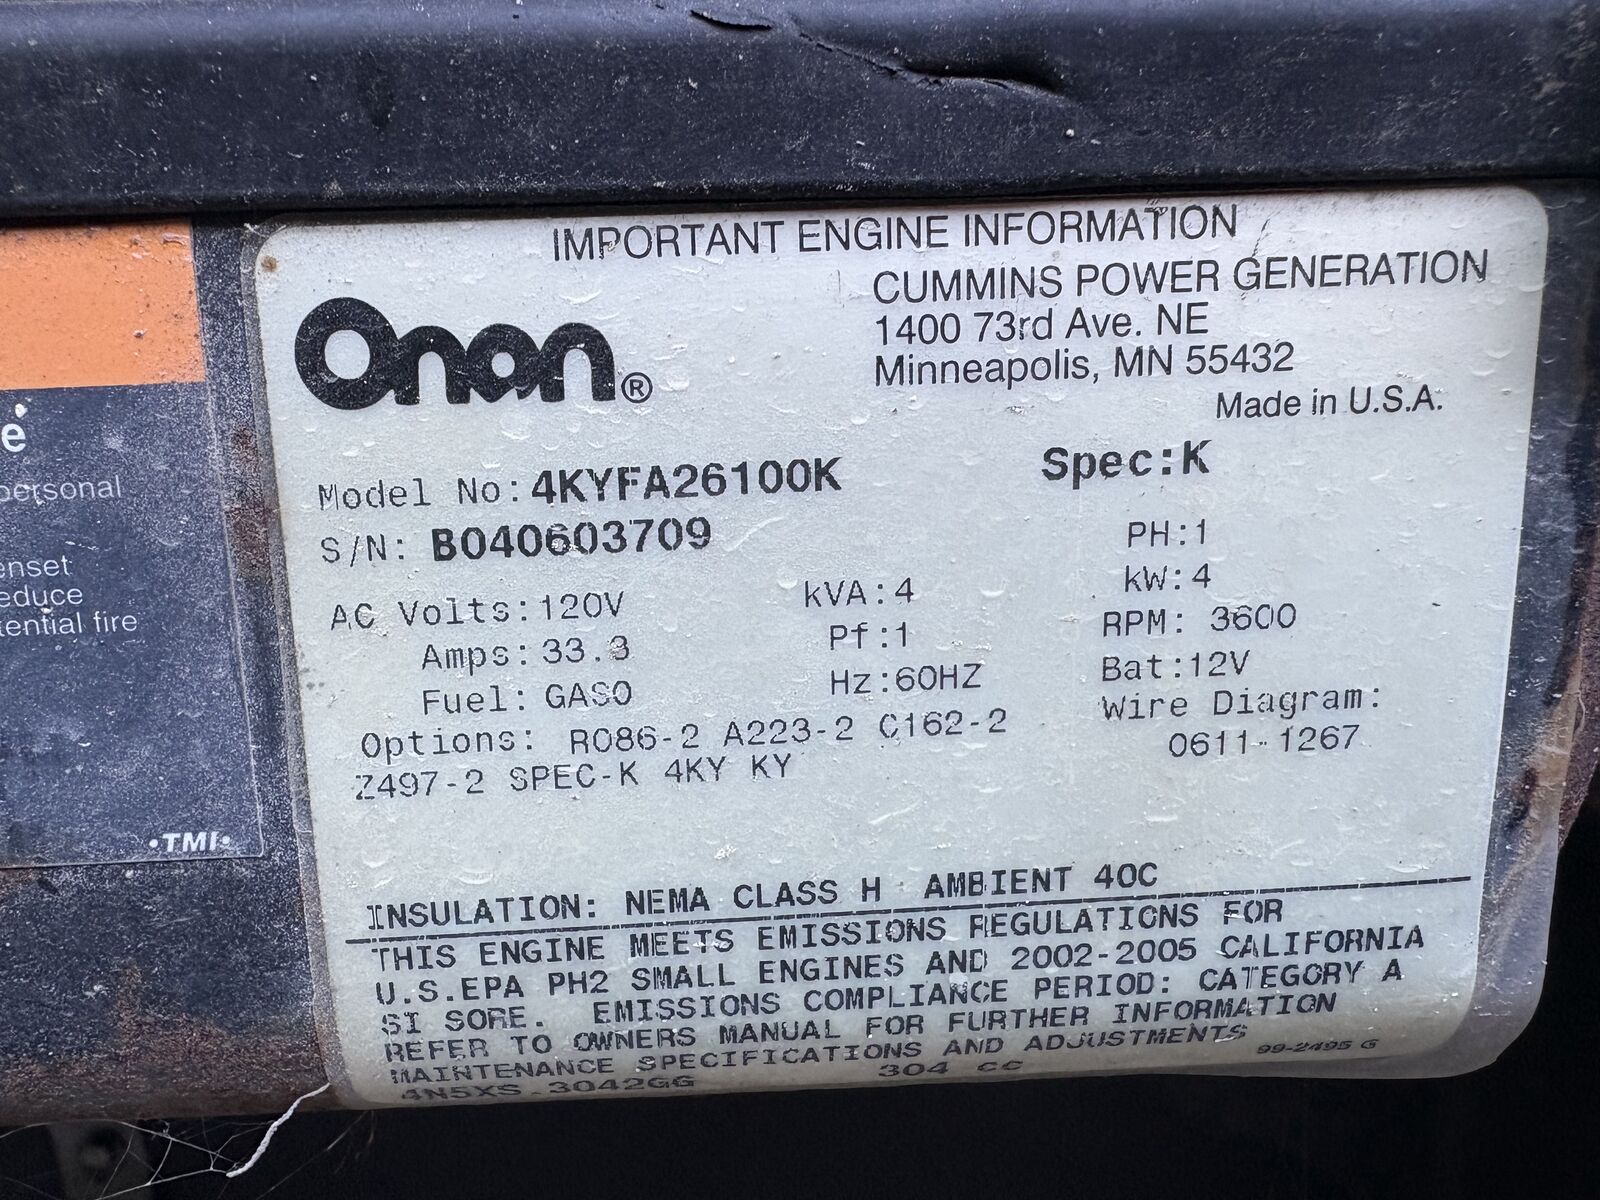 IMPORTANT ENGINE INFORMATION
Onan®
CUMMINS POWER GENERATION
1400 73rd Ave. NE
Minneapolis, MN 55432
Made in U.S.A.
Model No: 4KYFA26100K
Spec:K
S/N: B040603709
PH:1
AC Volts:120V
kVA:4
kW:4
Amps:33.3
Pf:1
RPM: 3600
Fuel: GASO
Hz:60HZ
Bat:12V
Options: R086-2 A223-2 C162-2
Wire Diagram:
Z497-2 SPEC-K 4KY KY
0611-1267
INSULATION: NEMA CLASS H AMBIENT 40C
THIS ENGINE MEETS EMISSIONS REGULATIONS FOR
U.S.EPA PH2 SMALL ENGINES AND 2002-2005 CALIFORNIA
SI SORE. EMISSIONS COMPLIANCE PERIOD: CATEGORY A
REFER TO OWNERS MANUAL FOR FURTHER INFORMATION
MAINTENANCE SPECIFICATIONS AND ADJUSTMENTS
4N5XS.3042GG 304 CC
99-2495 G
é
personal
enset
educe
tential fire
•TMI•